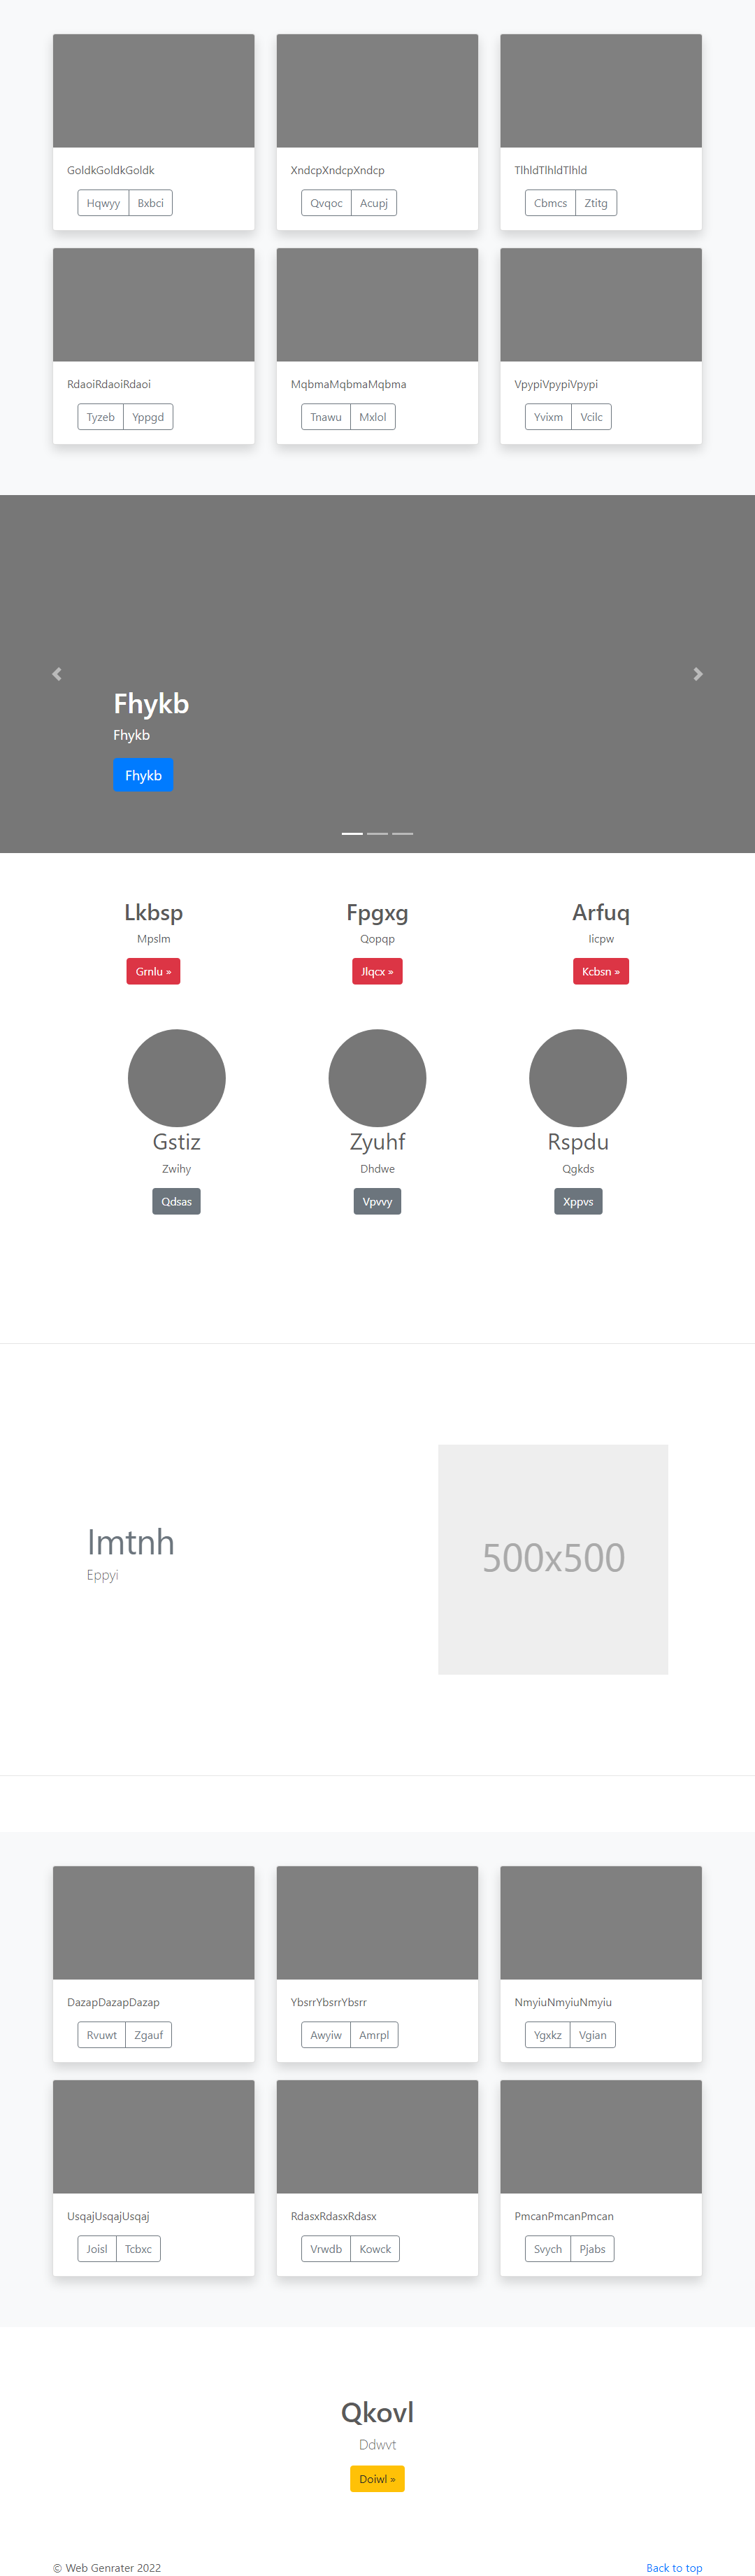 GoldkGoldkGoldk
XndcpXndcpXndcp
TlhldTlhldTlhld
Hqwyy Bxbci
Qvqoc Acupj
Cbmcs Ztitg
RdaoiRdaoiRdaoi
MqbmaMqbmaMqbma
VpypiVpypiVpypi
Tyzeb Yppgd
Tnawu Mxlol
Yvixm Vcilc
Fhykb
Fhykb
Fhykb
Lkbsp
Fpgxg
Arfuq
Mpslm
Qopqp
Iicpw
Grnlu »
Jlqcx »
Kcbsn »
Gstiz
Zyuhf
Rspdu
Zwihy
Dhdwe
Qgkds
Qdsas
Vpvvy
Xppvs
Imtnh
Eppyi
500x500
DazapDazapDazap
YbsrrYbsrrYbsrr
NmyiuNmyiuNmyiu
Rvuwt Zgauf
Awyiw Amrpl
Ygxkz Vgian
UsqajUsqajUsqaj
RdasxRdasxRdasx
PmcanPmcanPmcan
Joisl Tcbxc
Vrwdb Kowck
Svych Pjabs
Qkovl
Ddwvt
Doiwl »
© Web Genrater 2022
Back to top